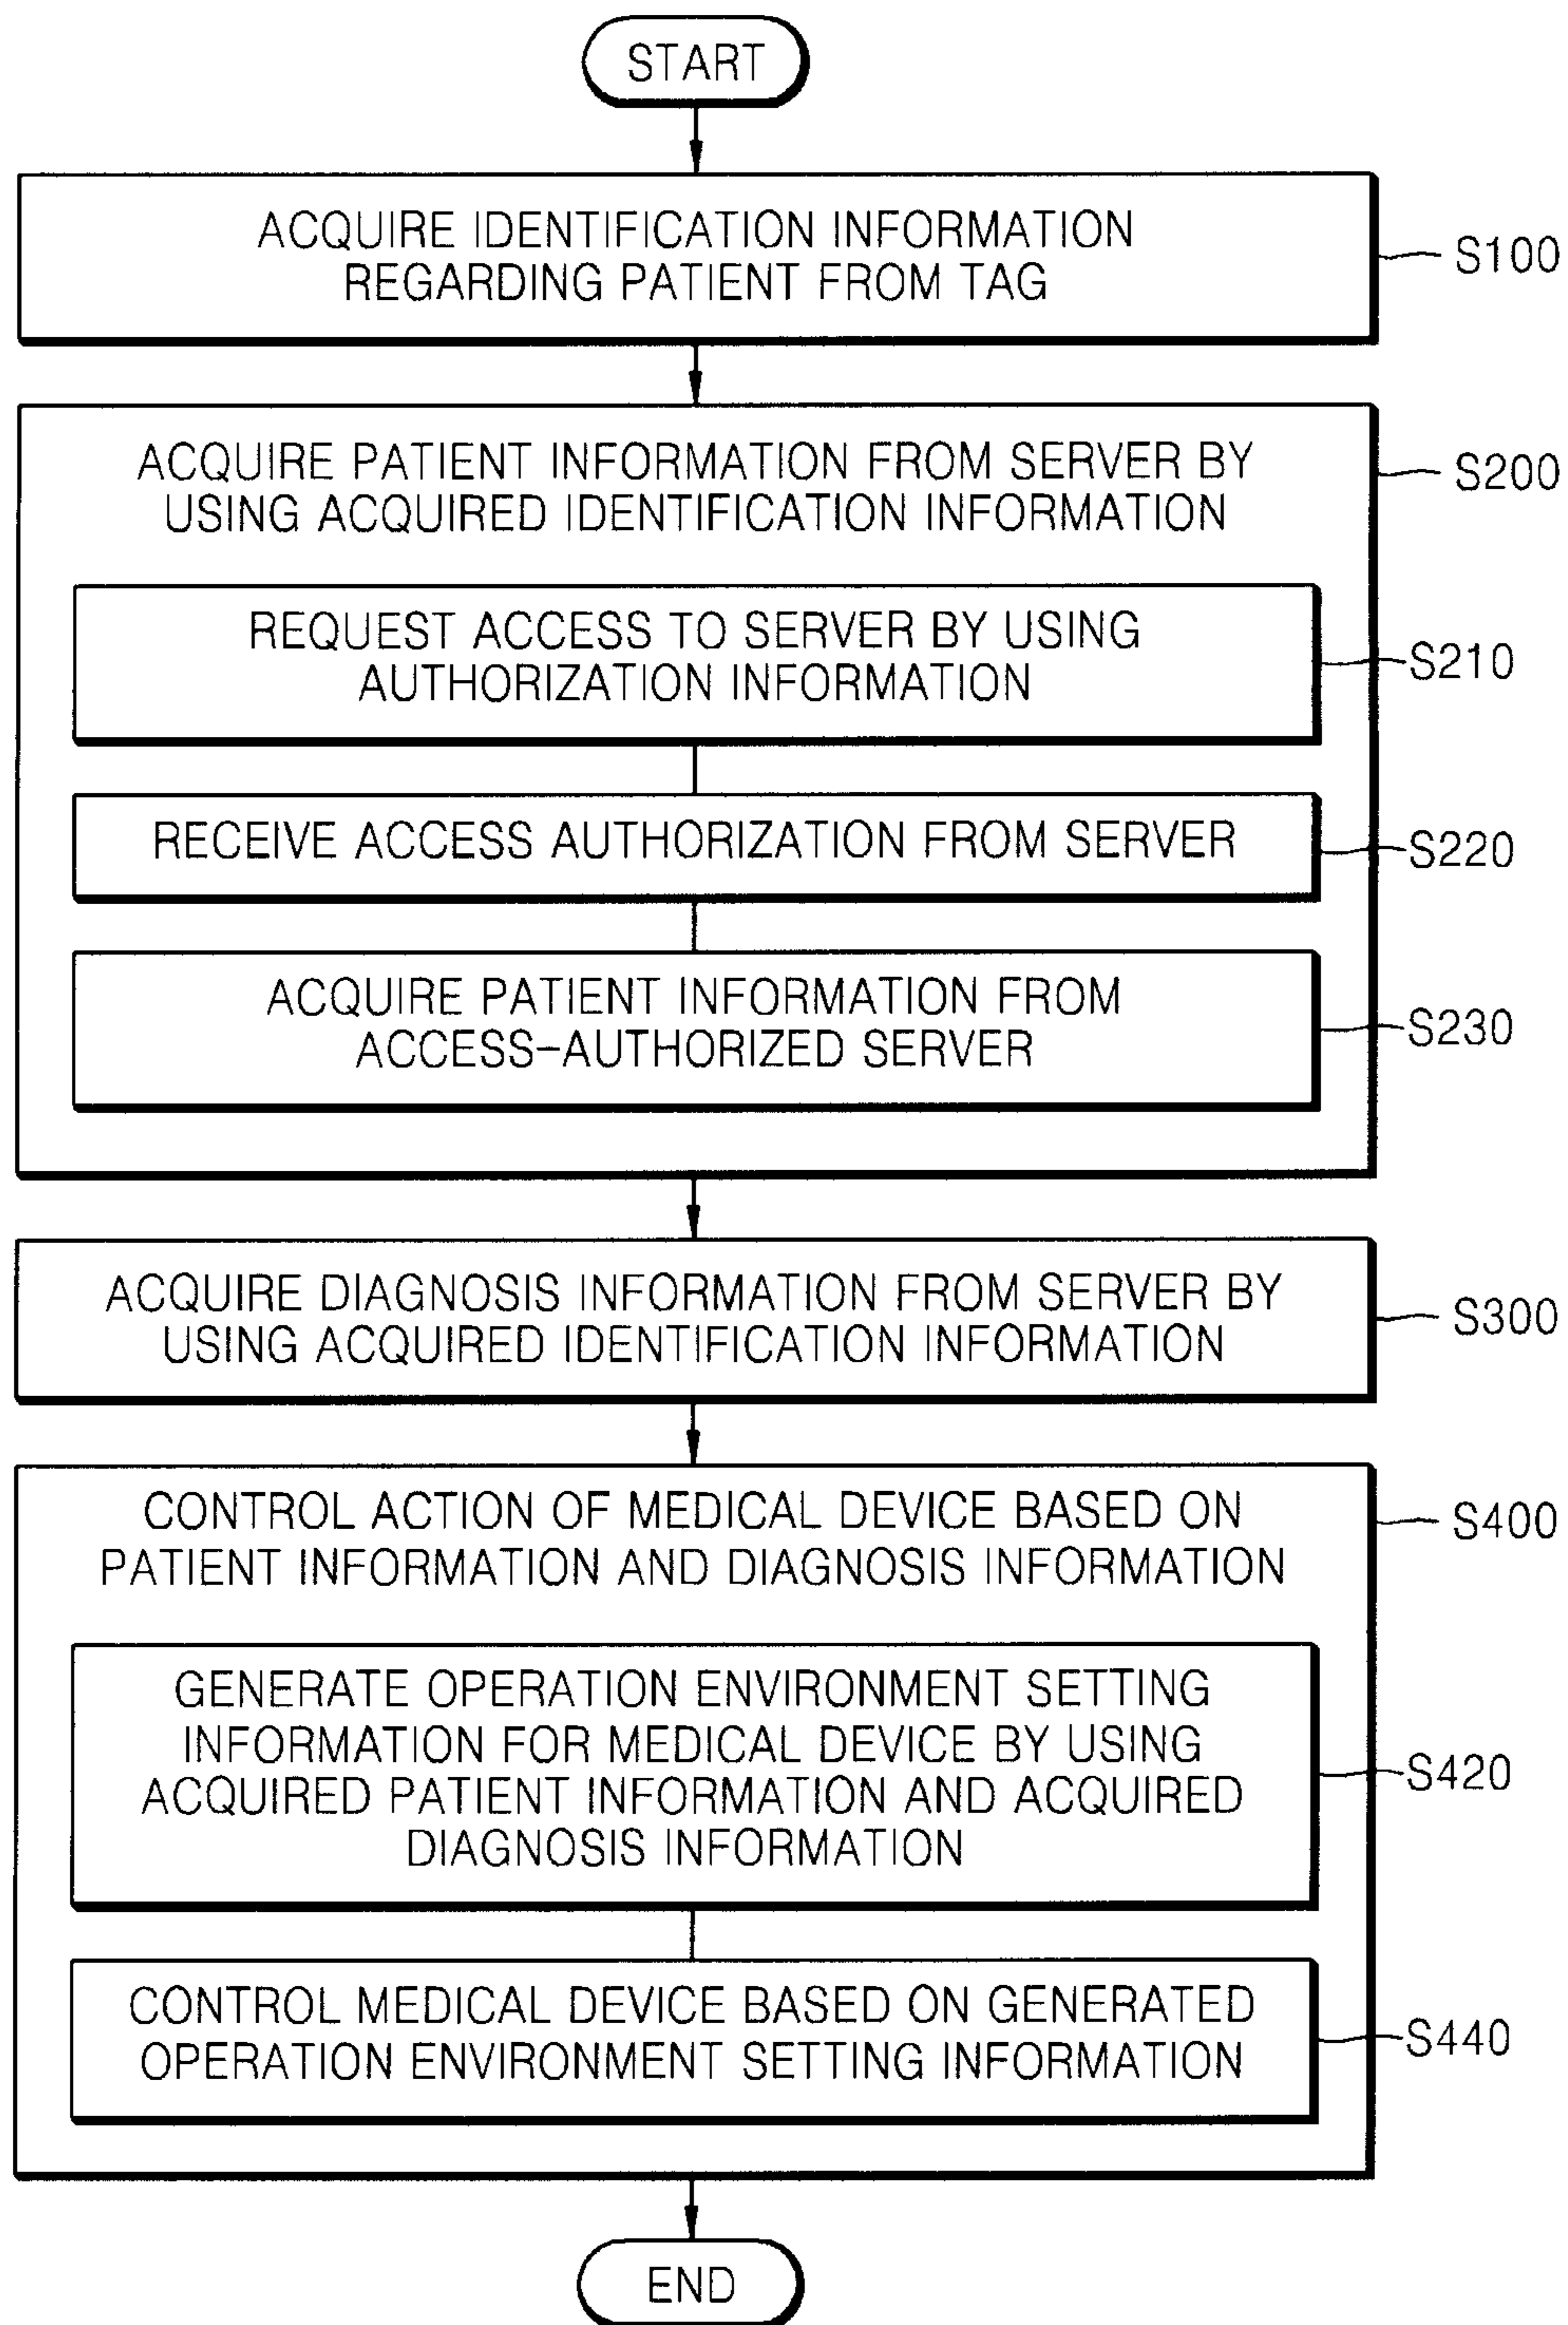 START
ACQUIRE IDENTIFICATION INFORMATION
REGARDING PATIENT FROM TAG
S100
ACQUIRE PATIENT INFORMATION FROM SERVER BY
USING ACQUIRED IDENTIFICATION INFORMATION
S200
REQUEST ACCESS TO SERVER BY USING
AUTHORIZATION INFORMATION
S210
RECEIVE ACCESS AUTHORIZATION FROM SERVER
S220
ACQUIRE PATIENT INFORMATION FROM
ACCESS-AUTHORIZED SERVER
S230
ACQUIRE DIAGNOSIS INFORMATION FROM SERVER BY
USING ACQUIRED IDENTIFICATION INFORMATION
S300
CONTROL ACTION OF MEDICAL DEVICE BASED ON
PATIENT INFORMATION AND DIAGNOSIS INFORMATION
S400
GENERATE OPERATION ENVIRONMENT SETTING
INFORMATION FOR MEDICAL DEVICE BY USING
ACQUIRED PATIENT INFORMATION AND ACQUIRED
DIAGNOSIS INFORMATION
S420
CONTROL MEDICAL DEVICE BASED ON GENERATED
OPERATION ENVIRONMENT SETTING INFORMATION
S440
END